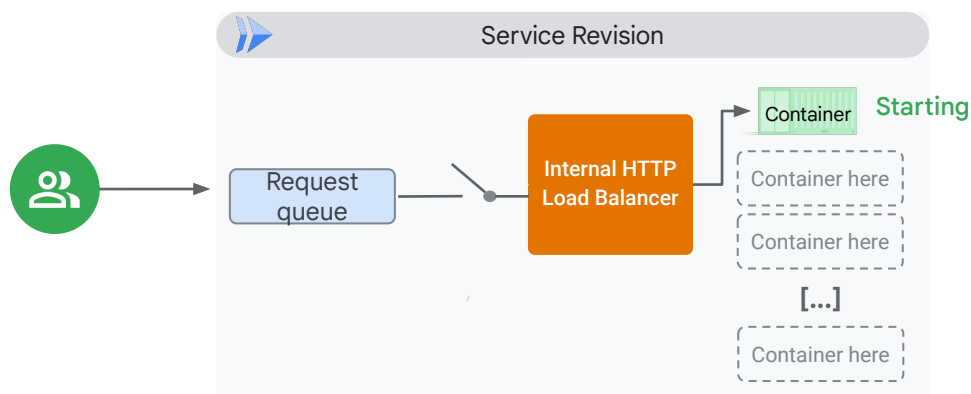 Service Revision
Container
Starting
Request
queue
Internal HTTP
Load Balancer
Container here
Container here
[...]
Container here